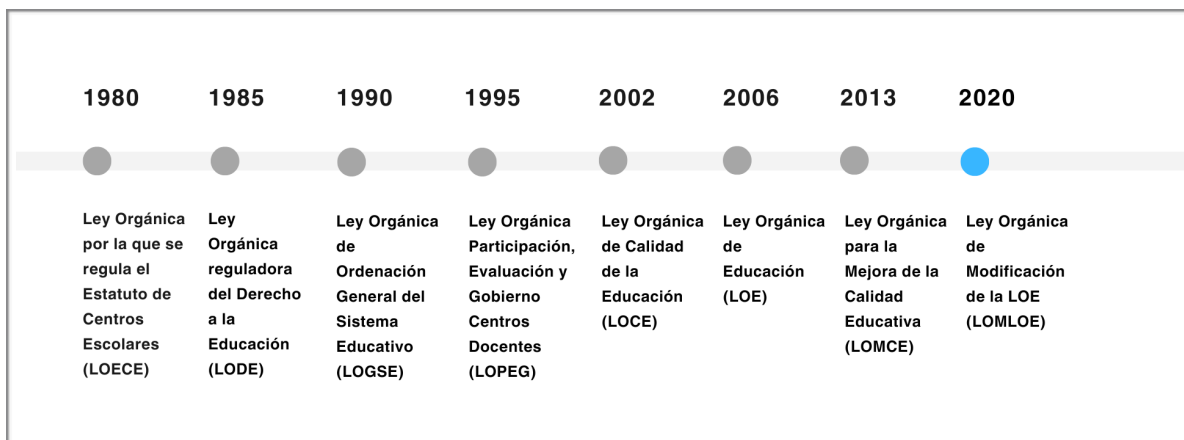 1980
1985
1990
1995
2002
2006
2013
2020
Ley Orgánica
por la que se
regula el
Estatuto de
Centros
Escolares
(LOECE)
Ley
Orgánica
reguladora
del Derecho
a la
Educación
(LODE)
Ley Orgánica
de
Ordenación
General del
Sistema
Educativo
(LOGSE)
Ley Orgánica
Participación,
Evaluación y
Gobierno
Centros
Docentes
(LOPEG)
Ley Orgánica
de Calidad
de la
Educación
(LOCE)
Ley Orgánica
de
Educación
(LOE)
Ley Orgánica
para la
Mejora de la
Calidad
Educativa
(LOMCE)
Ley Orgánica
de
Modificación
de la LOE
(LOMLOE)